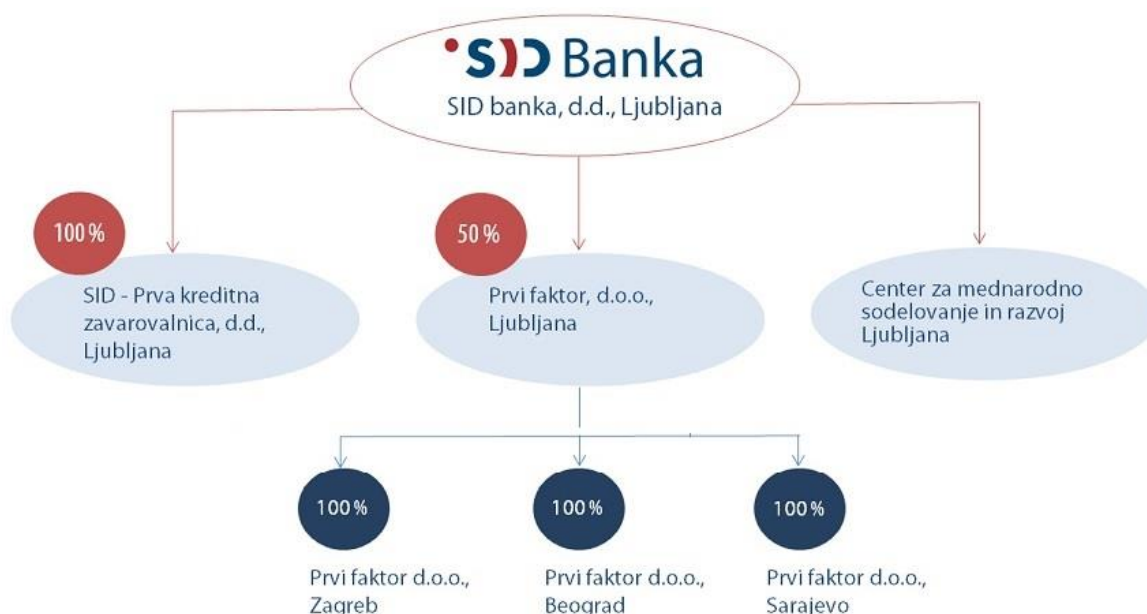 SID Banka
SID banka, d.d., Ljubljana
100 %
SID - Prva kreditna
zavarovalnica, d.d.,
Ljubljana
50 %
Prvi faktor, d.o.o.,
Ljubljana
Center za mednarodno
sodelovanje in razvoj
Ljubljana
100 %
Prvi faktor d.o.o.,
Zagreb
100 %
Prvi faktor d.o.o.,
Beograd
100 %
Prvi faktor d.o.o.,
Sarajevo